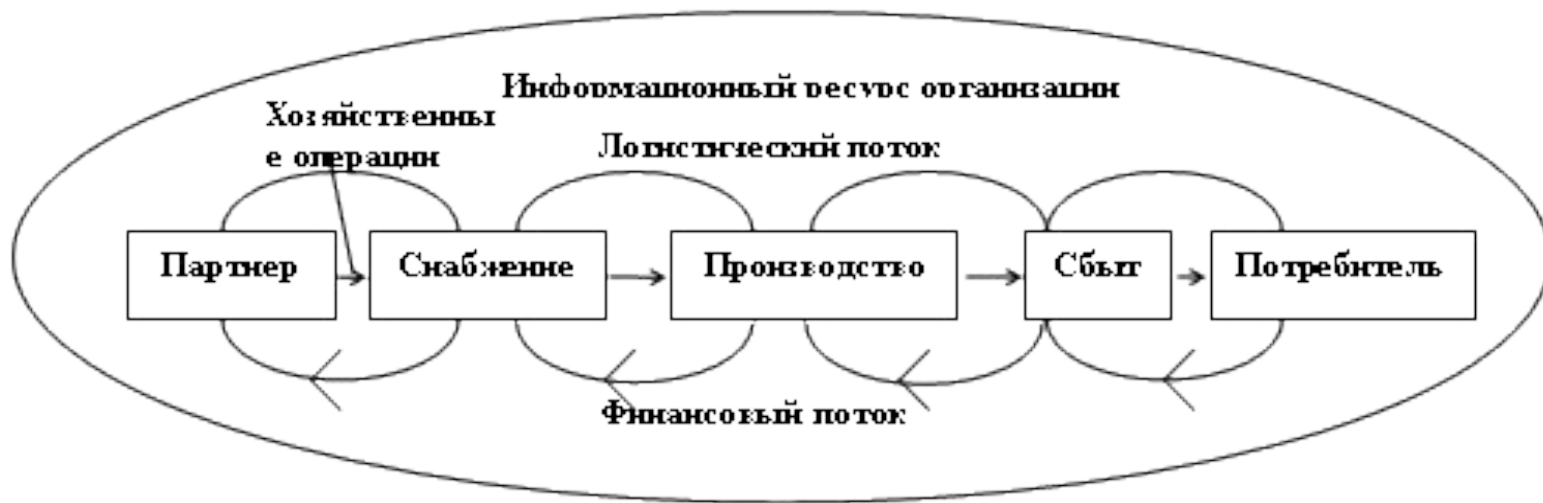 Информационный ресурс организации
Хозяйственны
е операции
Логистический поток
Партнер
Снабжение
Производство
Сбыт
Потребитель
Финансовый поток